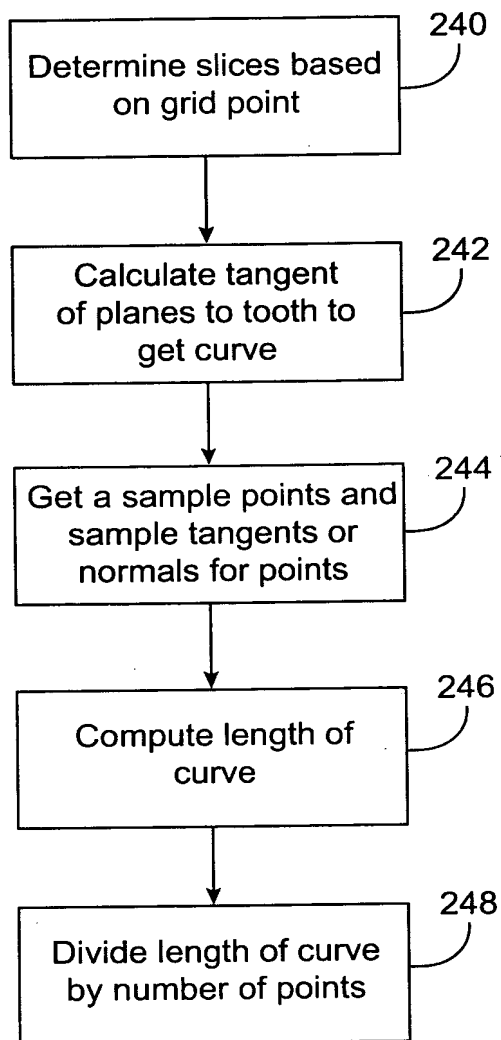 240
Determine slices based
on grid point
242
Calculate tangent
of planes to tooth to
get curve
244
Get a sample points and
sample tangents or
normals for points
246
Compute length of
curve
248
Divide length of curve
by number of points